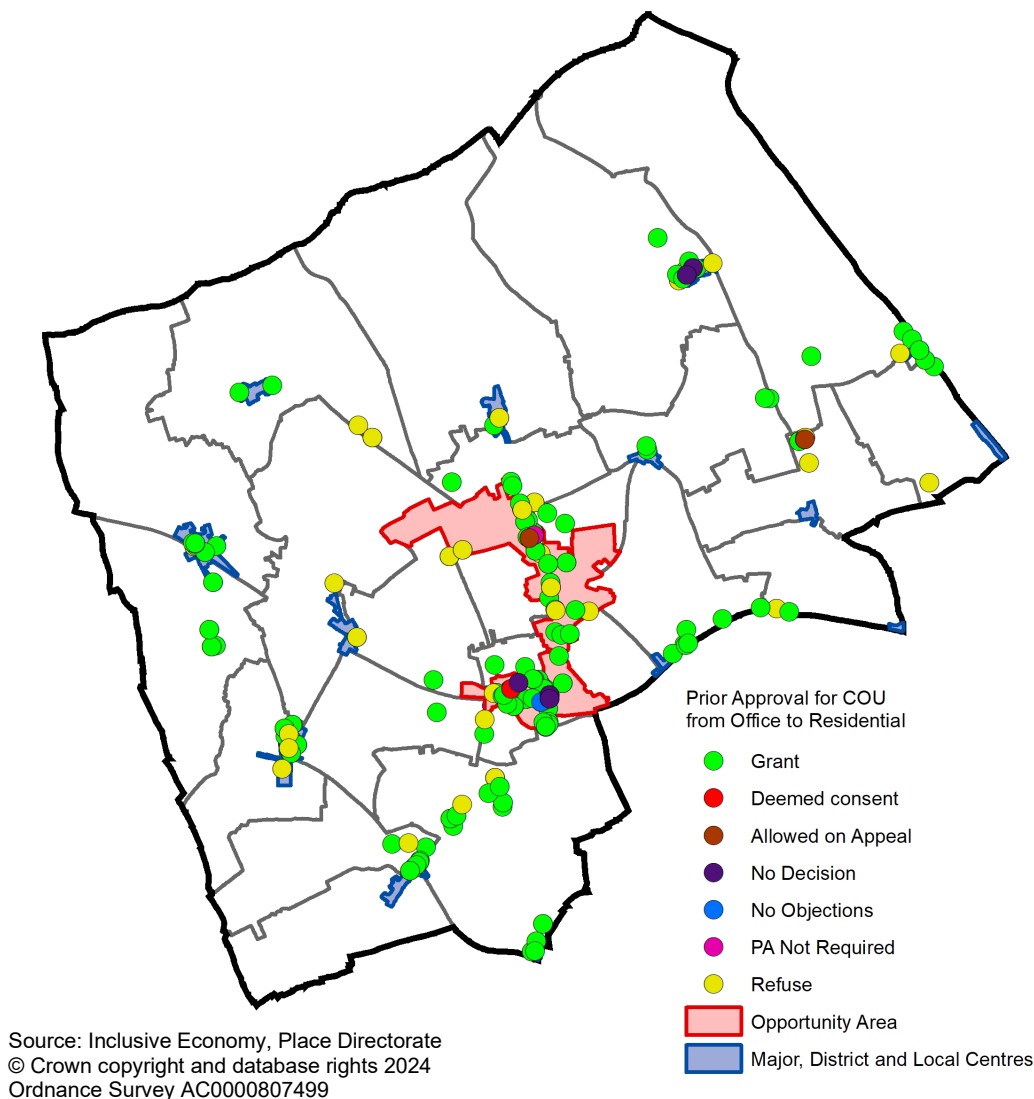 Prior Approval for COU
from Office to Residential
Grant
Deemed consent
Allowed on Appeal
No Decision
No Objections
PA Not Required
Refuse
Opportunity Area
Major, District and Local Centres
Source: Inclusive Economy, Place Directorate
© Crown copyright and database rights 2024
Ordnance Survey AC0000807499